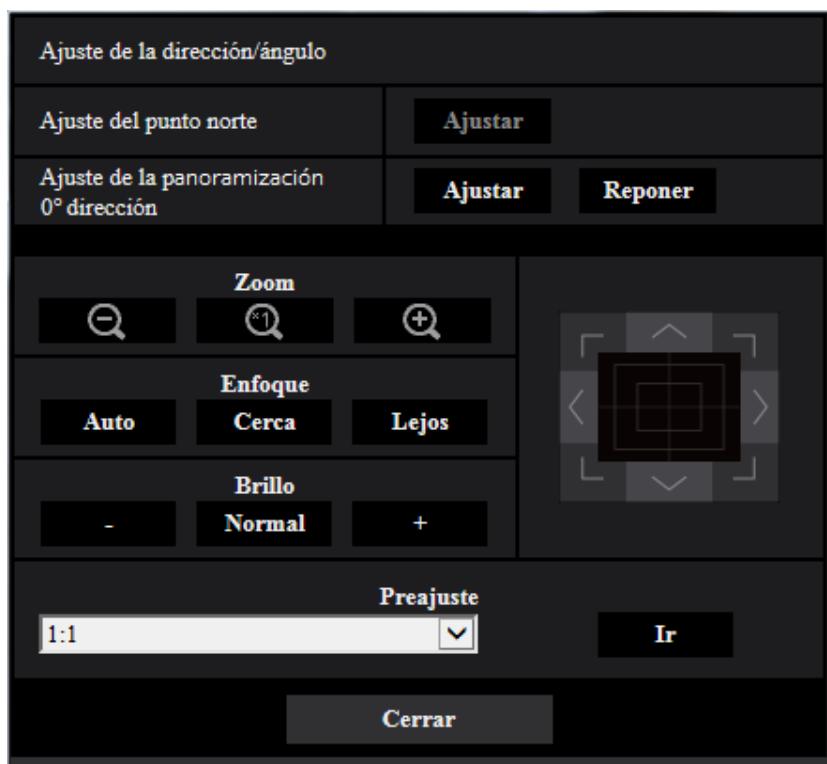 Ajuste de la dirección/ángulo
Ajuste del punto norte
Ajustar
Ajuste de la panoramización
0° dirección
Ajustar
Reponer
Zoom
×1
Enfoque
Auto
Cerca
Lejos
Brillo
-
Normal
+
Preajuste
1:1
Ir
Cerrar